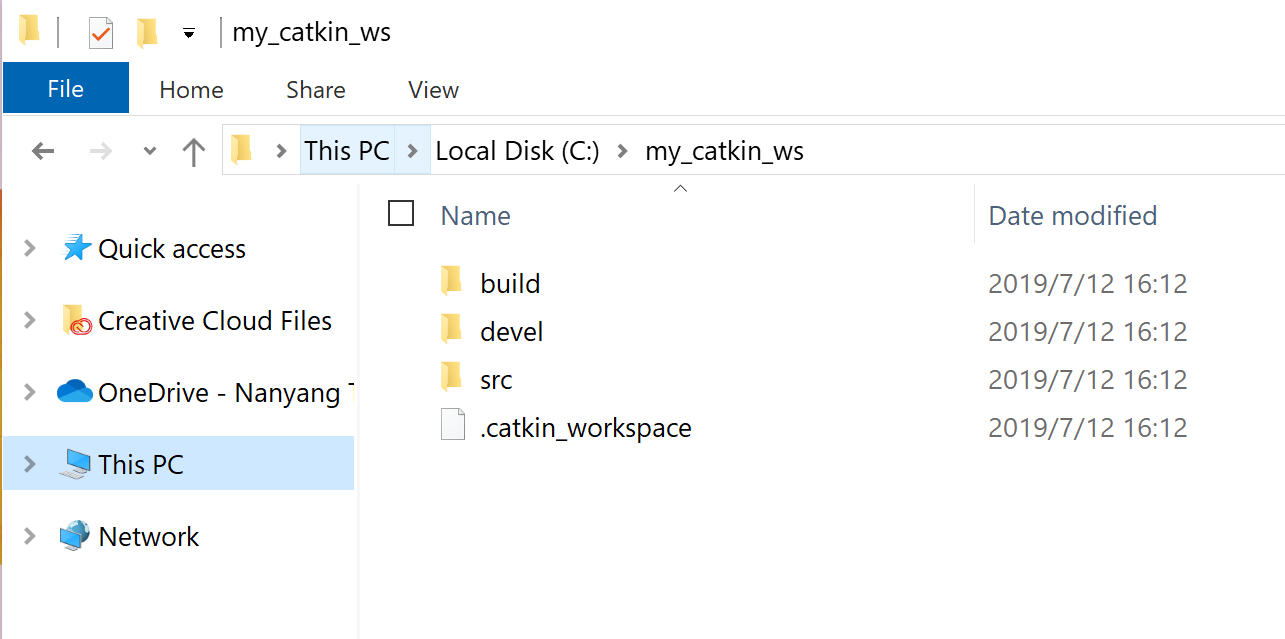 my_catkin_ws
File Home Share View
This PC Local Disk (C:) my_catkin_ws
Name Date modified
Quick access
Creative Cloud Files
OneDrive - Nanyang
This PC
Network
build 2019/7/12 16:12
devel 2019/7/12 16:12
src 2019/7/12 16:12
.catkin_workspace 2019/7/12 16:12